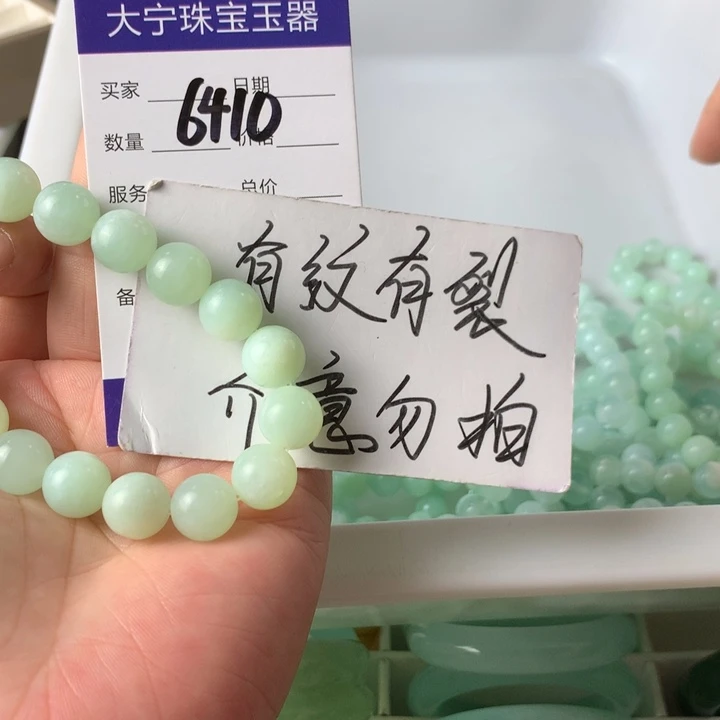 大宁珠宝玉器
买家 日期
6410
数量 价格
服务 总价
备
有纹有裂
介意勿拍